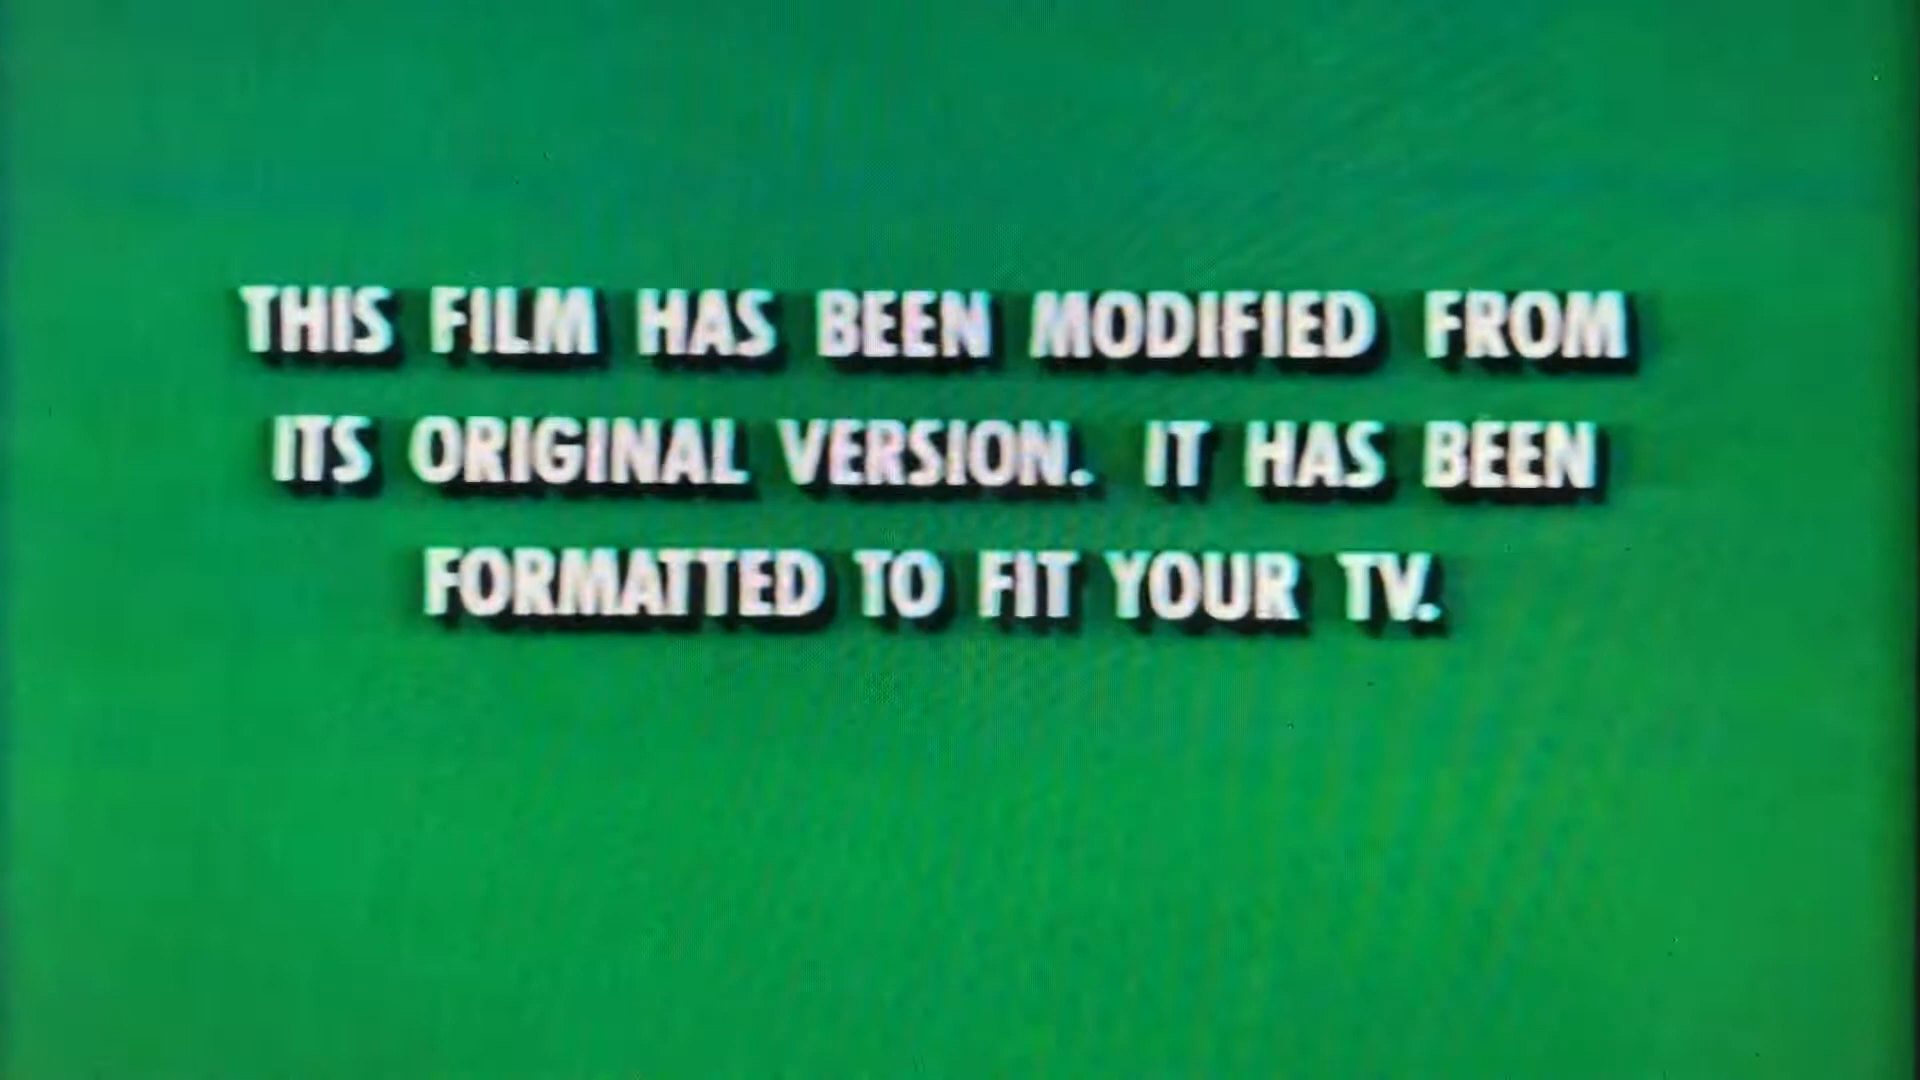 THIS FILM HAS BEEN MODIFIED FROM
ITS ORIGINAL VERSION. IT HAS BEEN
FORMATTED TO FIT YOUR TV.